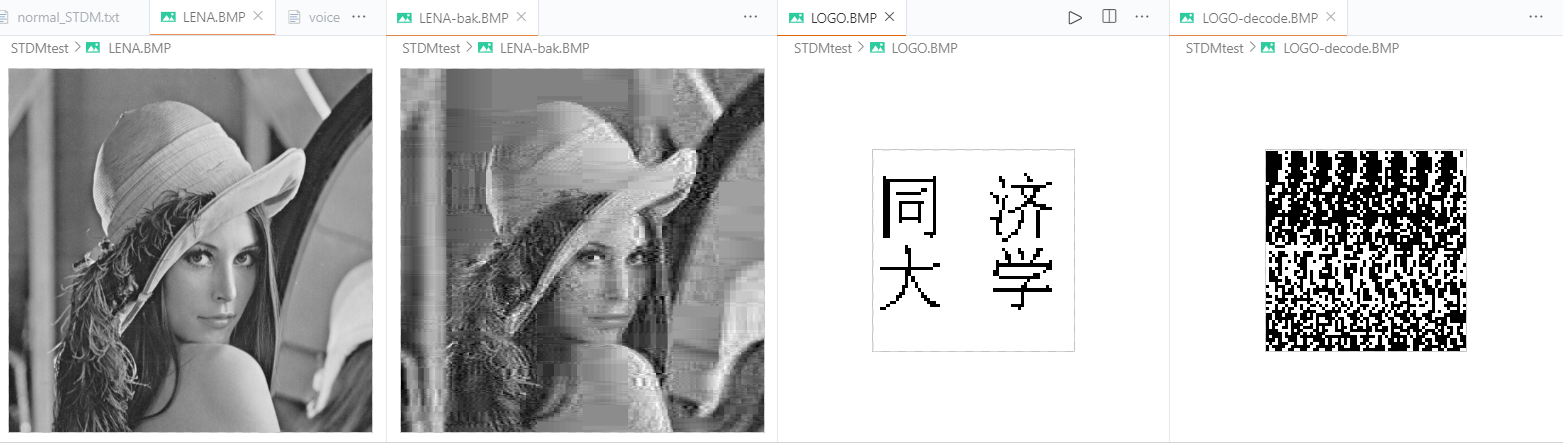 normal_STDM.txt LENA.BMP voice LENA-bak.BMP LOGO.BMP LOGO-decode.BMP
STDMtest > LENA.BMP STDMtest > LENA-bak.BMP STDMtest > LOGO.BMP STDMtest > LOGO-decode.BMP
同 济
大 学